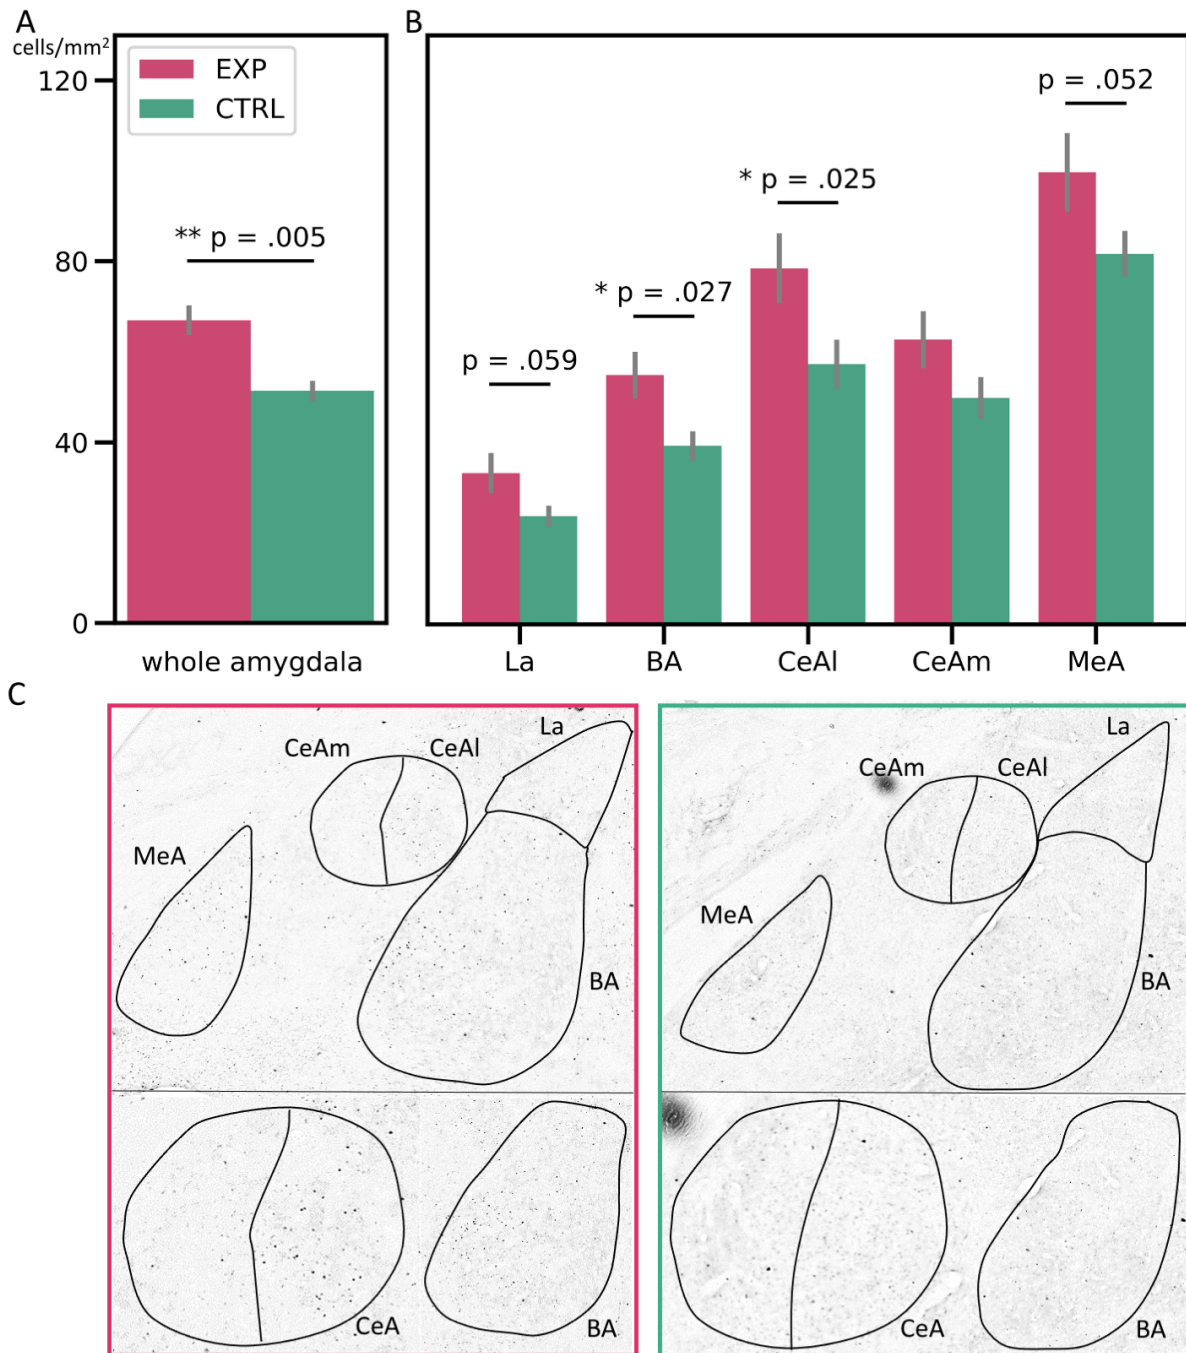 A
B
cells/mm²
EXP
CTRL
120
80
40
0
** p = .005
p = .059
* p = .027
* p = .025
p = .052
whole amygdala
La
BA
CeAl
CeAm
MeA
C
CeAm
CeAl
La
MeA
BA
CeA
BA
CeAm
CeAl
La
MeA
BA
CeA
BA